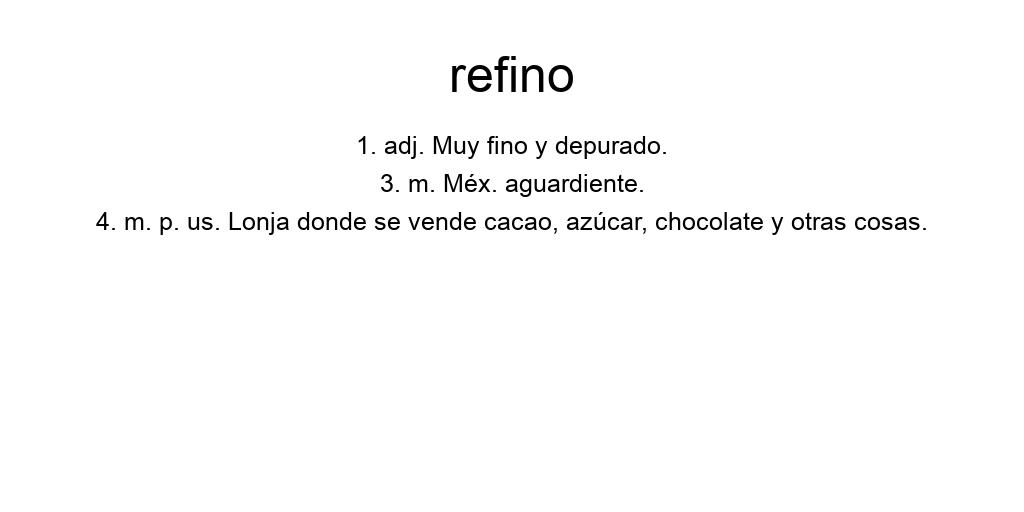 refino
1. adj. Muy fino y depurado.
3. m. Méx. aguardiente.
4. m. p. us. Lonja donde se vende cacao, azúcar, chocolate y otras cosas.